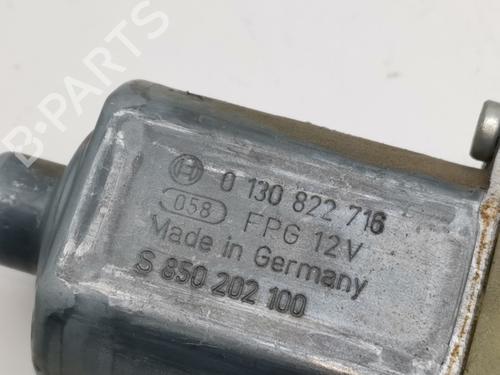 B-PARTS
0 130 822 716
058 FPG 12V
Made in Germany
S 850 202 100